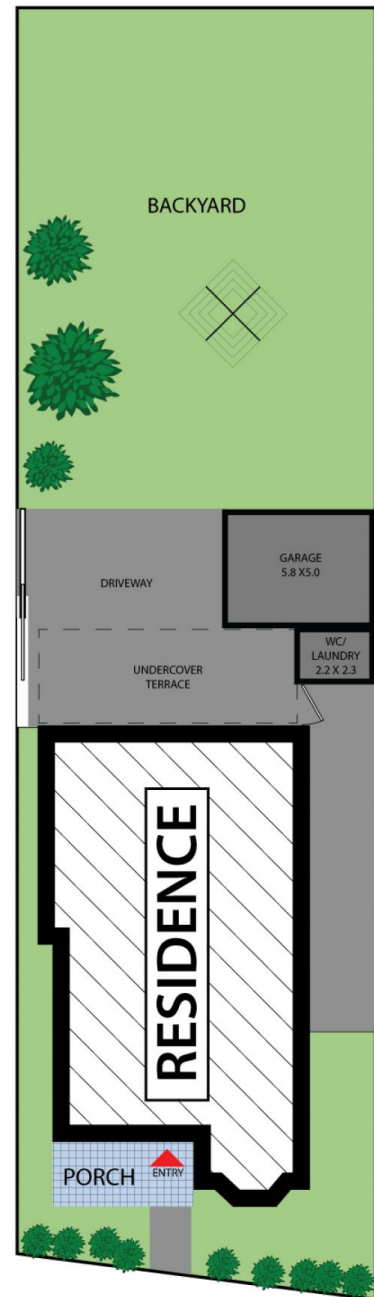 BACKYARD
GARAGE
5.8 X5.0
DRIVEWAY
WC/
LAUNDRY
2.2 X 2.3
UNDERCOVER
TERRACE
RESIDENCE
PORCH
ENTRY